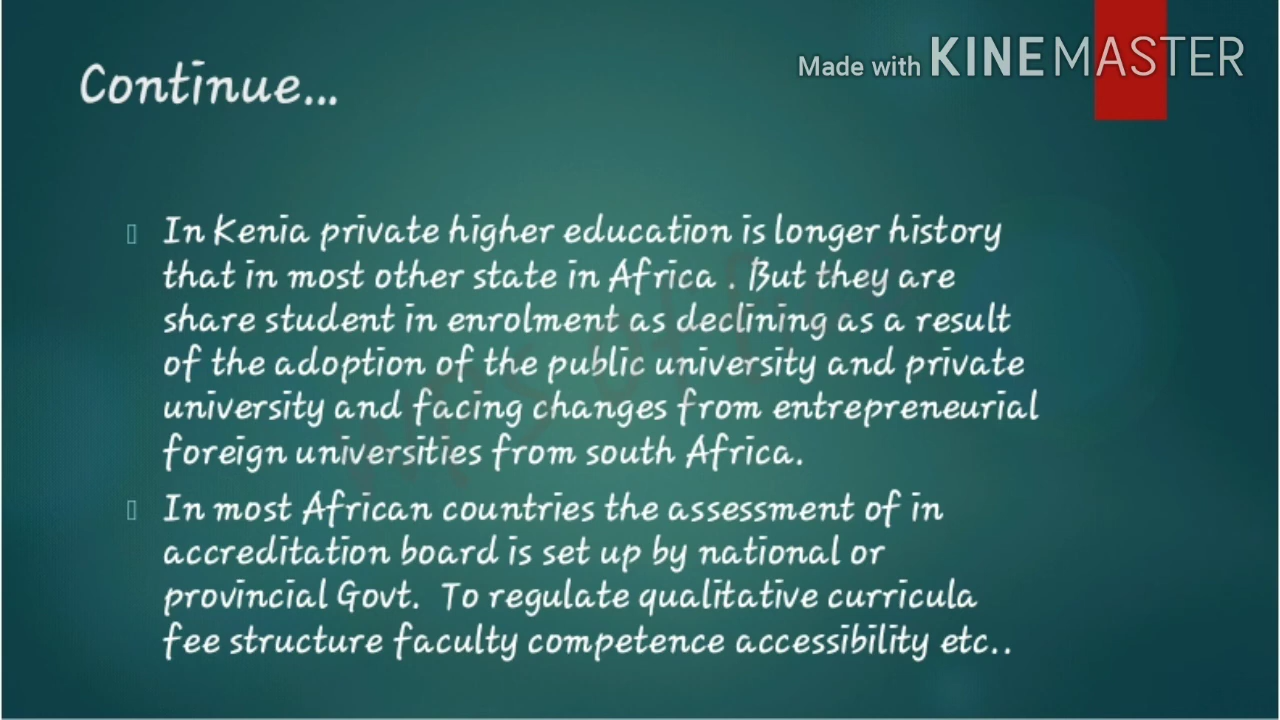 Made with KINEMASTER
Continue...
In Kenia private higher education is longer history
that in most other state in Africa . But they are
share student in enrolment as declining as a result
of the adoption of the public university and private
university and facing changes from entrepreneurial
foreign universities from south Africa.
In most African countries the assessment of in
accreditation board is set up by national or
provincial Govt. To regulate qualitative curricula
fee structure faculty competence accessibility etc..